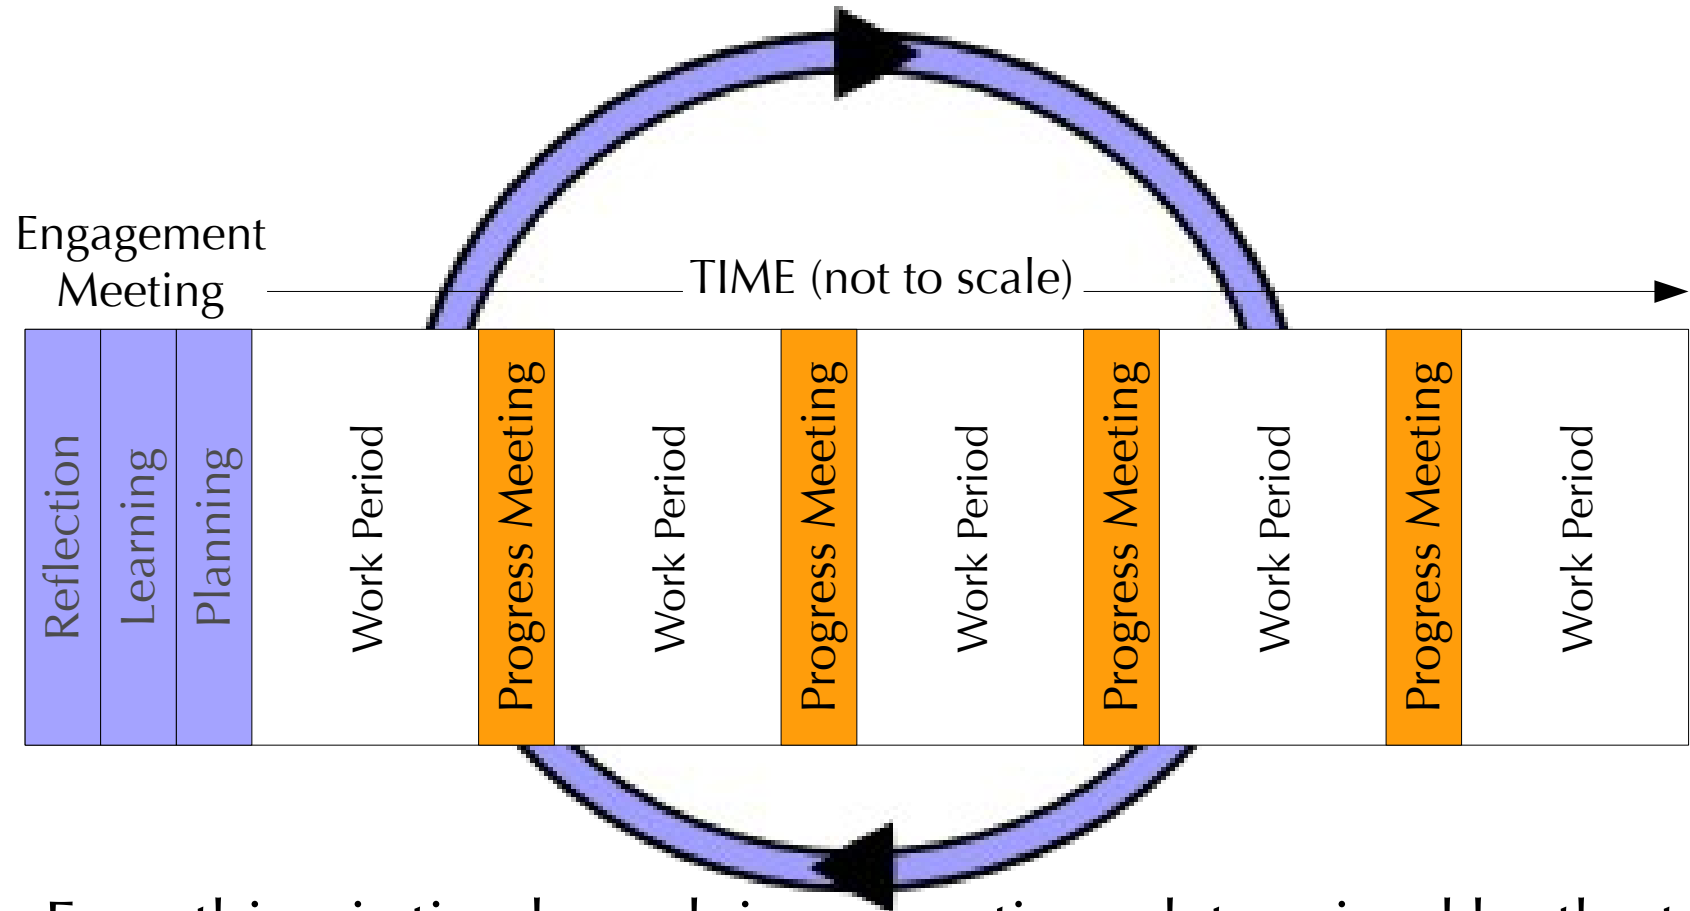 Engagement
Meeting
TIME (not to scale)
Reflection
Learning
Planning
Work Period
Progress Meeting
Work Period
Progress Meeting
Work Period
Progress Meeting
Work Period
Progress Meeting
Work Period